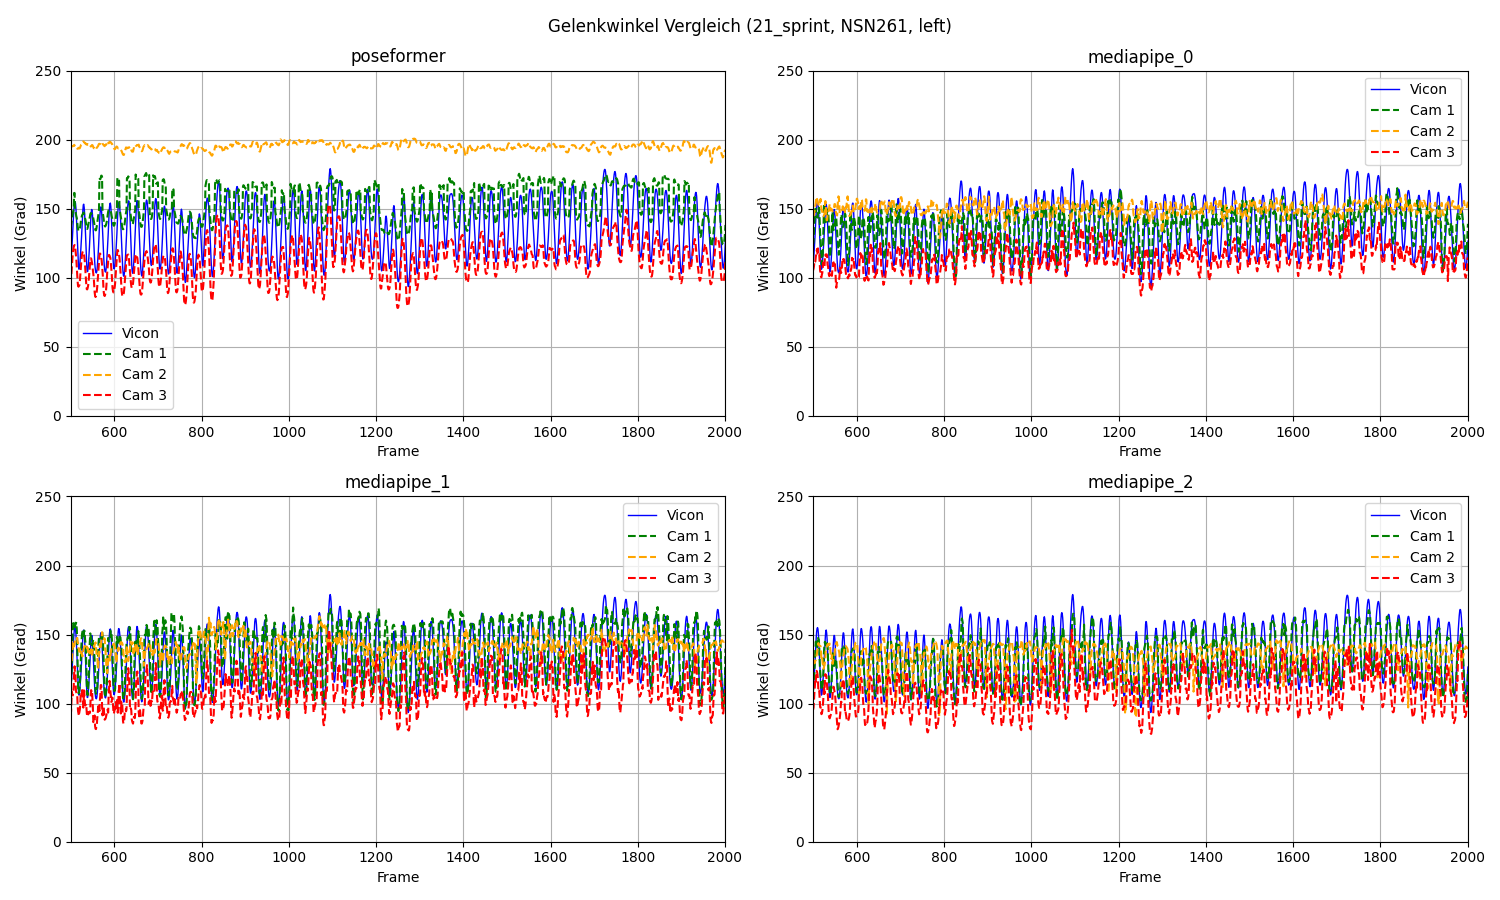 Gelenkwinkel Vergleich (21_sprint, NSN261, left)
poseformer
250
200
150
100
50
0
Winkel (Grad)
600 800 1000 1200 1400 1600 1800 2000
Frame
Vicon
Cam 1
Cam 2
Cam 3
mediapipe_0
250
200
150
100
50
0
Winkel (Grad)
600 800 1000 1200 1400 1600 1800 2000
Frame
Vicon
Cam 1
Cam 2
Cam 3
mediapipe_1
250
200
150
100
50
0
Winkel (Grad)
600 800 1000 1200 1400 1600 1800 2000
Frame
Vicon
Cam 1
Cam 2
Cam 3
mediapipe_2
250
200
150
100
50
0
Winkel (Grad)
600 800 1000 1200 1400 1600 1800 2000
Frame
Vicon
Cam 1
Cam 2
Cam 3